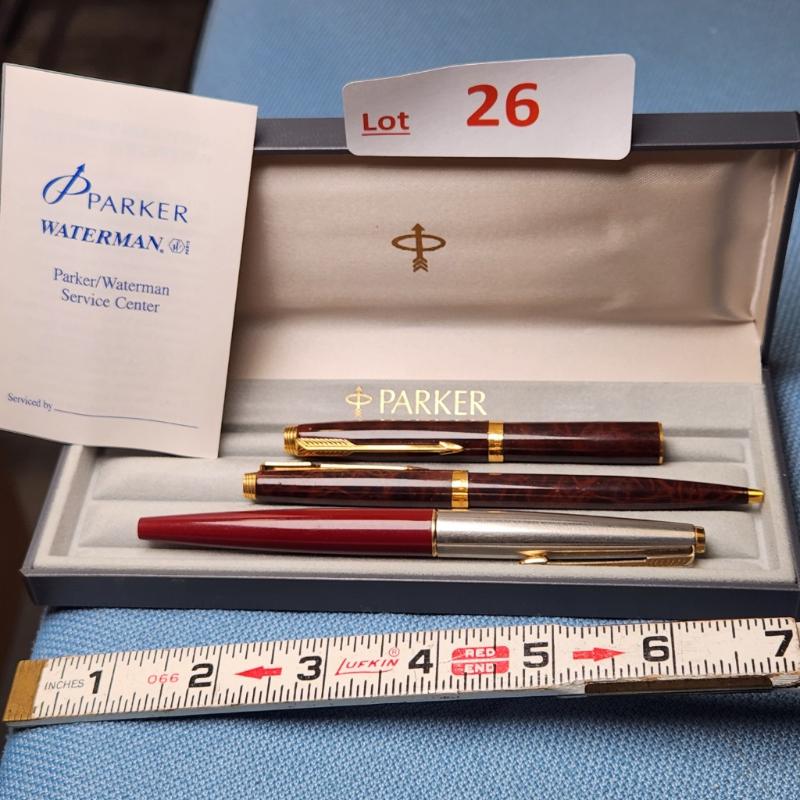 Lot 26
PARKER
WATERMAN®
Parker/Waterman
Service Center
Serviced by
PARKER
INCHES 1 066 2 3 LUFKIN® 4 RED END 5 6 7